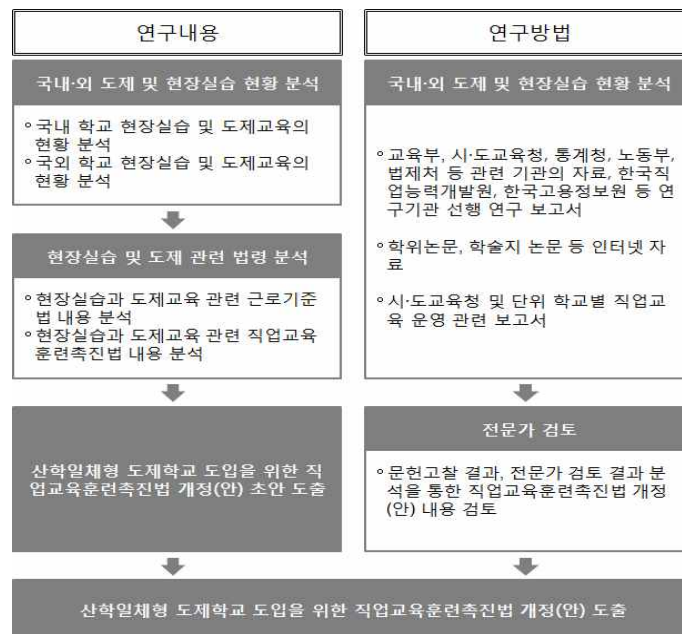 연구내용
국내·외 도제 및 현장실습 현황 분석
∘국내 학교 현장실습 및 도제교육의
현황 분석
∘국외 학교 현장실습 및 도제교육의
현황 분석
현장실습 및 도제 관련 법령 분석
∘현장실습과 도제교육 관련 근로기준
법 내용 분석
∘현장실습과 도제교육 관련 직업교육
훈련촉진법 내용 분석
산학일체형 도제학교 도입을 위한 직
업교육훈련촉진법 개정(안) 초안 도출
연구방법
국내·외 도제 및 현장실습 현황 분석
∘교육부, 시·도교육청, 통계청, 노동부,
법제처 등 관련 기관의 자료, 한국직
업능력개발원, 한국고용정보원 등 연
구기관 선행 연구 보고서
∘학위논문, 학술지 논문 등 인터넷 자
료
∘시·도교육청 및 단위 학교별 직업교
육 운영 관련 보고서
전문가 검토
∘문헌고찰 결과, 전문가 검토 결과 분
석을 통한 직업교육훈련촉진법 개정
(안) 내용 검토
산학일체형 도제학교 도입을 위한 직업교육훈련촉진법 개정(안) 도출